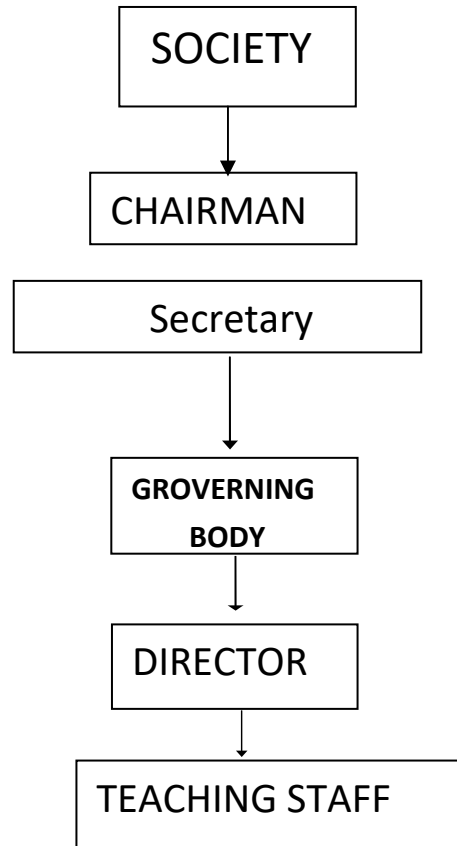 SOCIETY
CHAIRMAN
Secretary
GROVERNING
BODY
DIRECTOR
TEACHING STAFF